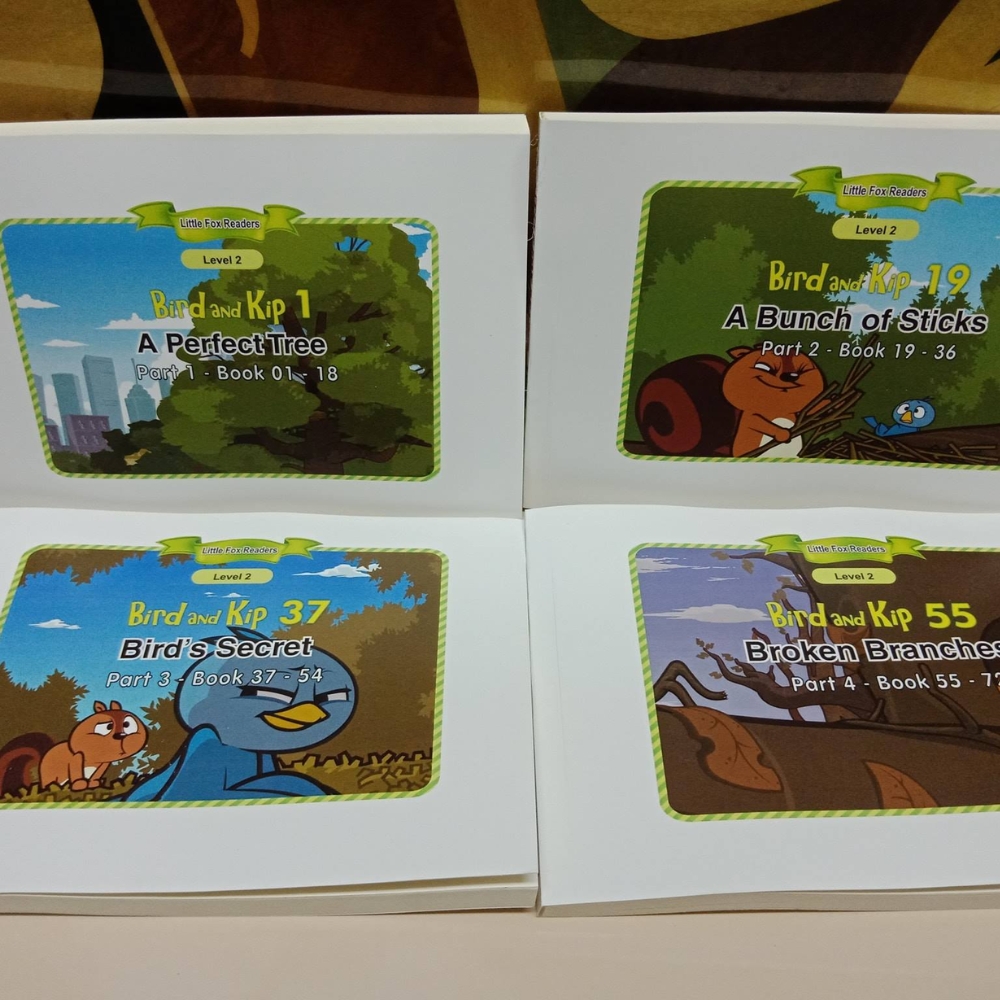 Little Fox Readers
Level 2
Bird and Kip 1
A Perfect Tree
Part 1 - Book 01 - 18
Little Fox Readers
Level 2
Bird and Kip 19
A Bunch of Sticks
Part 2 - Book 19 - 36
Little Fox Readers
Level 2
Bird and Kip 37
Bird's Secret
Part 3 - Book 37 - 54
Little Fox Readers
Level 2
Bird and Kip 55
Broken Branches
Part 4 - Book 55 - 72